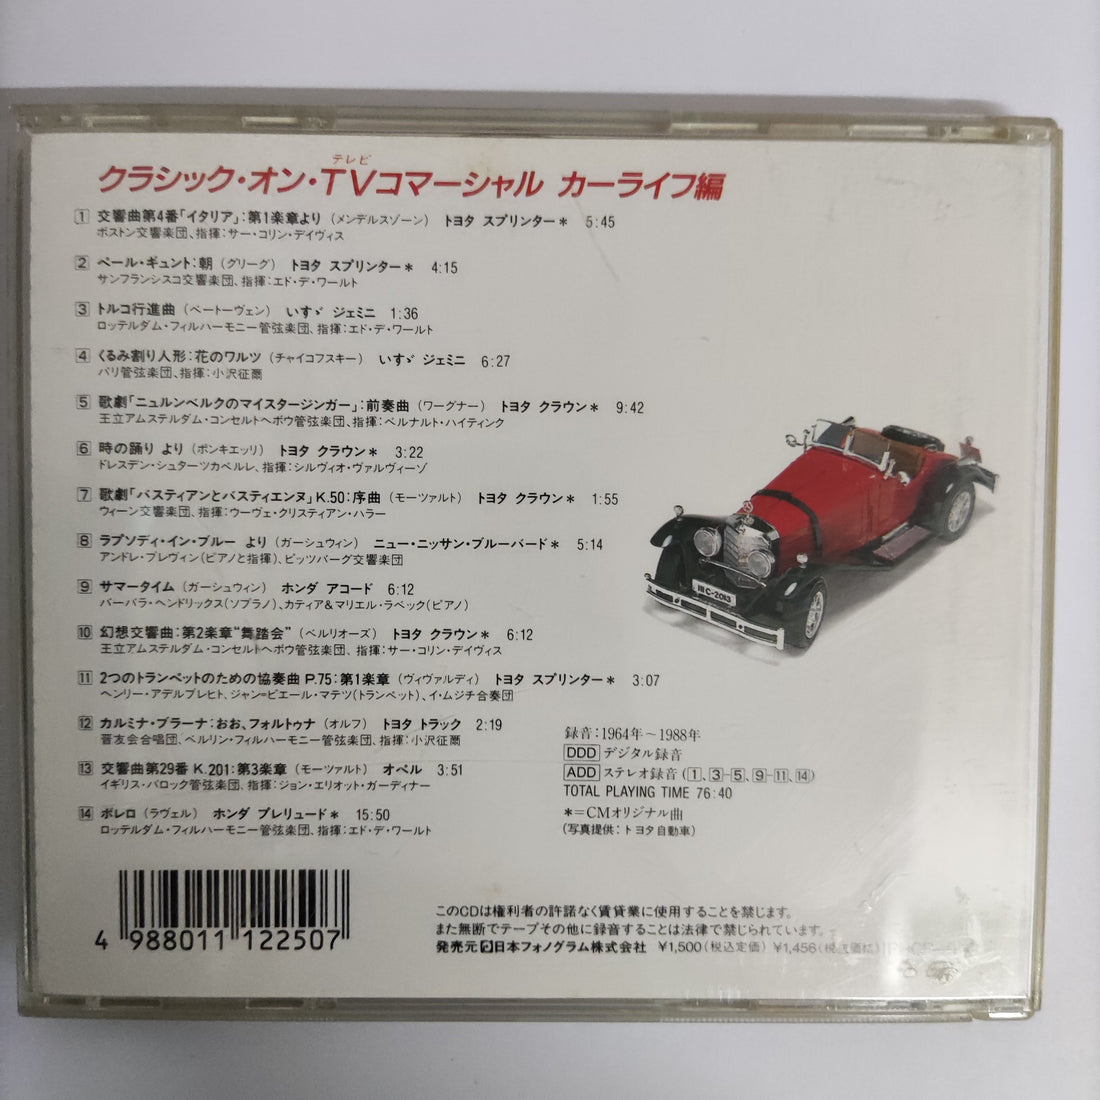 テレビ
クラシック・オン・TVコマーシャル カーライフ編
1 交響曲第4番「イタリア」:第1楽章より (メンデルスゾーン) トヨタ スプリンター* 5:45
ボストン交響楽団、指揮:サー・コリン・デイヴィス
2 ペール・ギュント:朝 (グリーグ) トヨタ スプリンター* 4:15
サンフランシスコ交響楽団、指揮:エド・デ・ワールト
3 トルコ行進曲 (ベートーヴェン) いすゞ ジェミニ 1:36
ロッテルダム・フィルハーモニー管弦楽団、指揮:エド・デ・ワールト
4 くるみ割り人形:花のワルツ (チャイコフスキー) いすゞ ジェミニ 6:27
パリ管弦楽団、指揮:小沢征爾
5 歌劇「ニュルンベルクのマイスタージンガー」:前奏曲 (ワーグナー) トヨタ クラウン* 9:42
王立アムステルダム・コンセルトヘボウ管弦楽団、指揮:ベルナルト・ハイティンク
6 時の踊り より (ポンキエッリ) トヨタ クラウン* 3:22
ドレスデン・シュターツカペルレ、指揮:シルヴィオ・ヴァルヴィーゾ
7 歌劇「バスティアンとバスティエンヌ」K.50:序曲 (モーツァルト) トヨタ クラウン* 1:55
ウィーン交響楽団、指揮:ウーヴェ・クリスティアン・ハラー
8 ラプソディ・イン・ブルー より (ガーシュウィン) ニュー・ニッサン・ブルーバード* 5:14
アンドレ・プレヴィン(ピアノと指揮)、ピッツバーグ交響楽団
9 サマータイム (ガーシュウィン) ホンダ アコード 6:12
バーバラ・ヘンドリックス(ソプラノ)、カティア&マリエル・ラベック(ピアノ)
10 幻想交響曲:第2楽章“舞踏会” (ベルリオーズ) トヨタ クラウン* 6:12
王立アムステルダム・コンセルトヘボウ管弦楽団、指揮:サー・コリン・デイヴィス
11 2つのトランペットのための協奏曲 P.75:第1楽章 (ヴィヴァルディ) トヨタ スプリンター* 3:07
ヘンリー・アデルブレヒト、ジャン=ピエール・マテツ(トランペット)、イ・ムジチ合奏団
12 カルミナ・ブラーナ:おお、フォルトゥナ (オルフ) トヨタ トラック 2:19
晋友会合唱団、ベルリン・フィルハーモニー管弦楽団、指揮:小沢征爾
13 交響曲第29番 K.201:第3楽章 (モーツァルト) オペル 3:51
イギリス・バロック管弦楽団、指揮:ジョン・エリオット・ガーディナー
14 ボレロ (ラヴェル) ホンダ プレリュード* 15:50
ロッテルダム・フィルハーモニー管弦楽団、指揮:エド・デ・ワールト
III C-2013
録音:1964年~1988年
DDD デジタル録音
ADD ステレオ録音 (1、3-5、9-11、14)
TOTAL PLAYING TIME 76:40
*=CMオリジナル曲
(写真提供:トヨタ自動車)
4 988011 122507
このCDは権利者の許諾なく賃貸業に使用することを禁じます。
また無断でテープその他に録音することは法律で禁じられています。
発売元 日本フォノグラム株式会社 ¥1,500(税込定価) ¥1,456(税込価格)